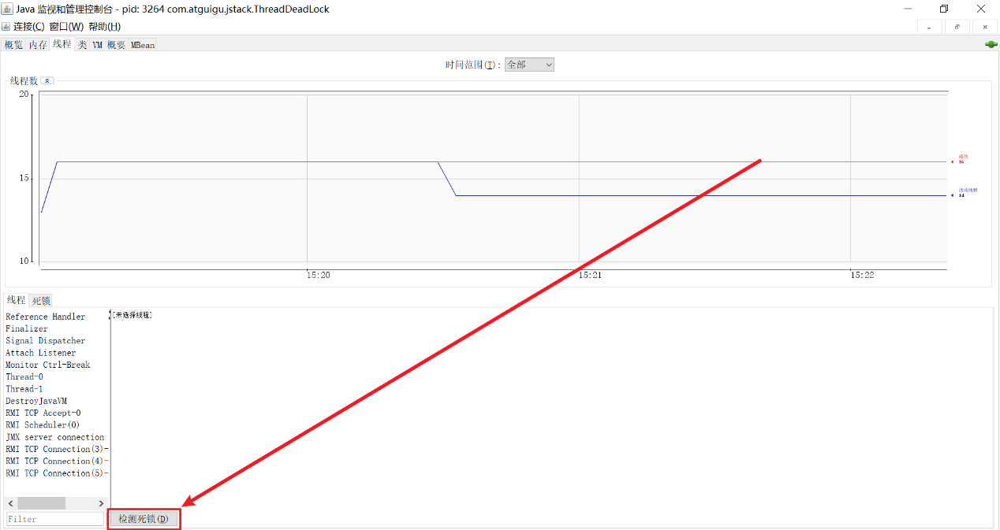 Java 监视和管理控制台 - pid: 3264 com.atguigu.jstack.ThreadDeadLock
连接(C) 窗口(W) 帮助(H)
概览 内存 线程 类 VM 概要 MBean
时间范围(T): 全部
线程数
20
15
10
峰值
16
活动线程
14
15:20 15:21 15:22
线程 死锁
[未选择线程]
Reference Handler
Finalizer
Signal Dispatcher
Attach Listener
Monitor Ctrl-Break
Thread-0
Thread-1
DestroyJavaVM
RMI TCP Accept-0
RMI Scheduler(0)
JMX server connection
RMI TCP Connection(3)-
RMI TCP Connection(4)-
RMI TCP Connection(5)-
Filter
检测死锁(D)